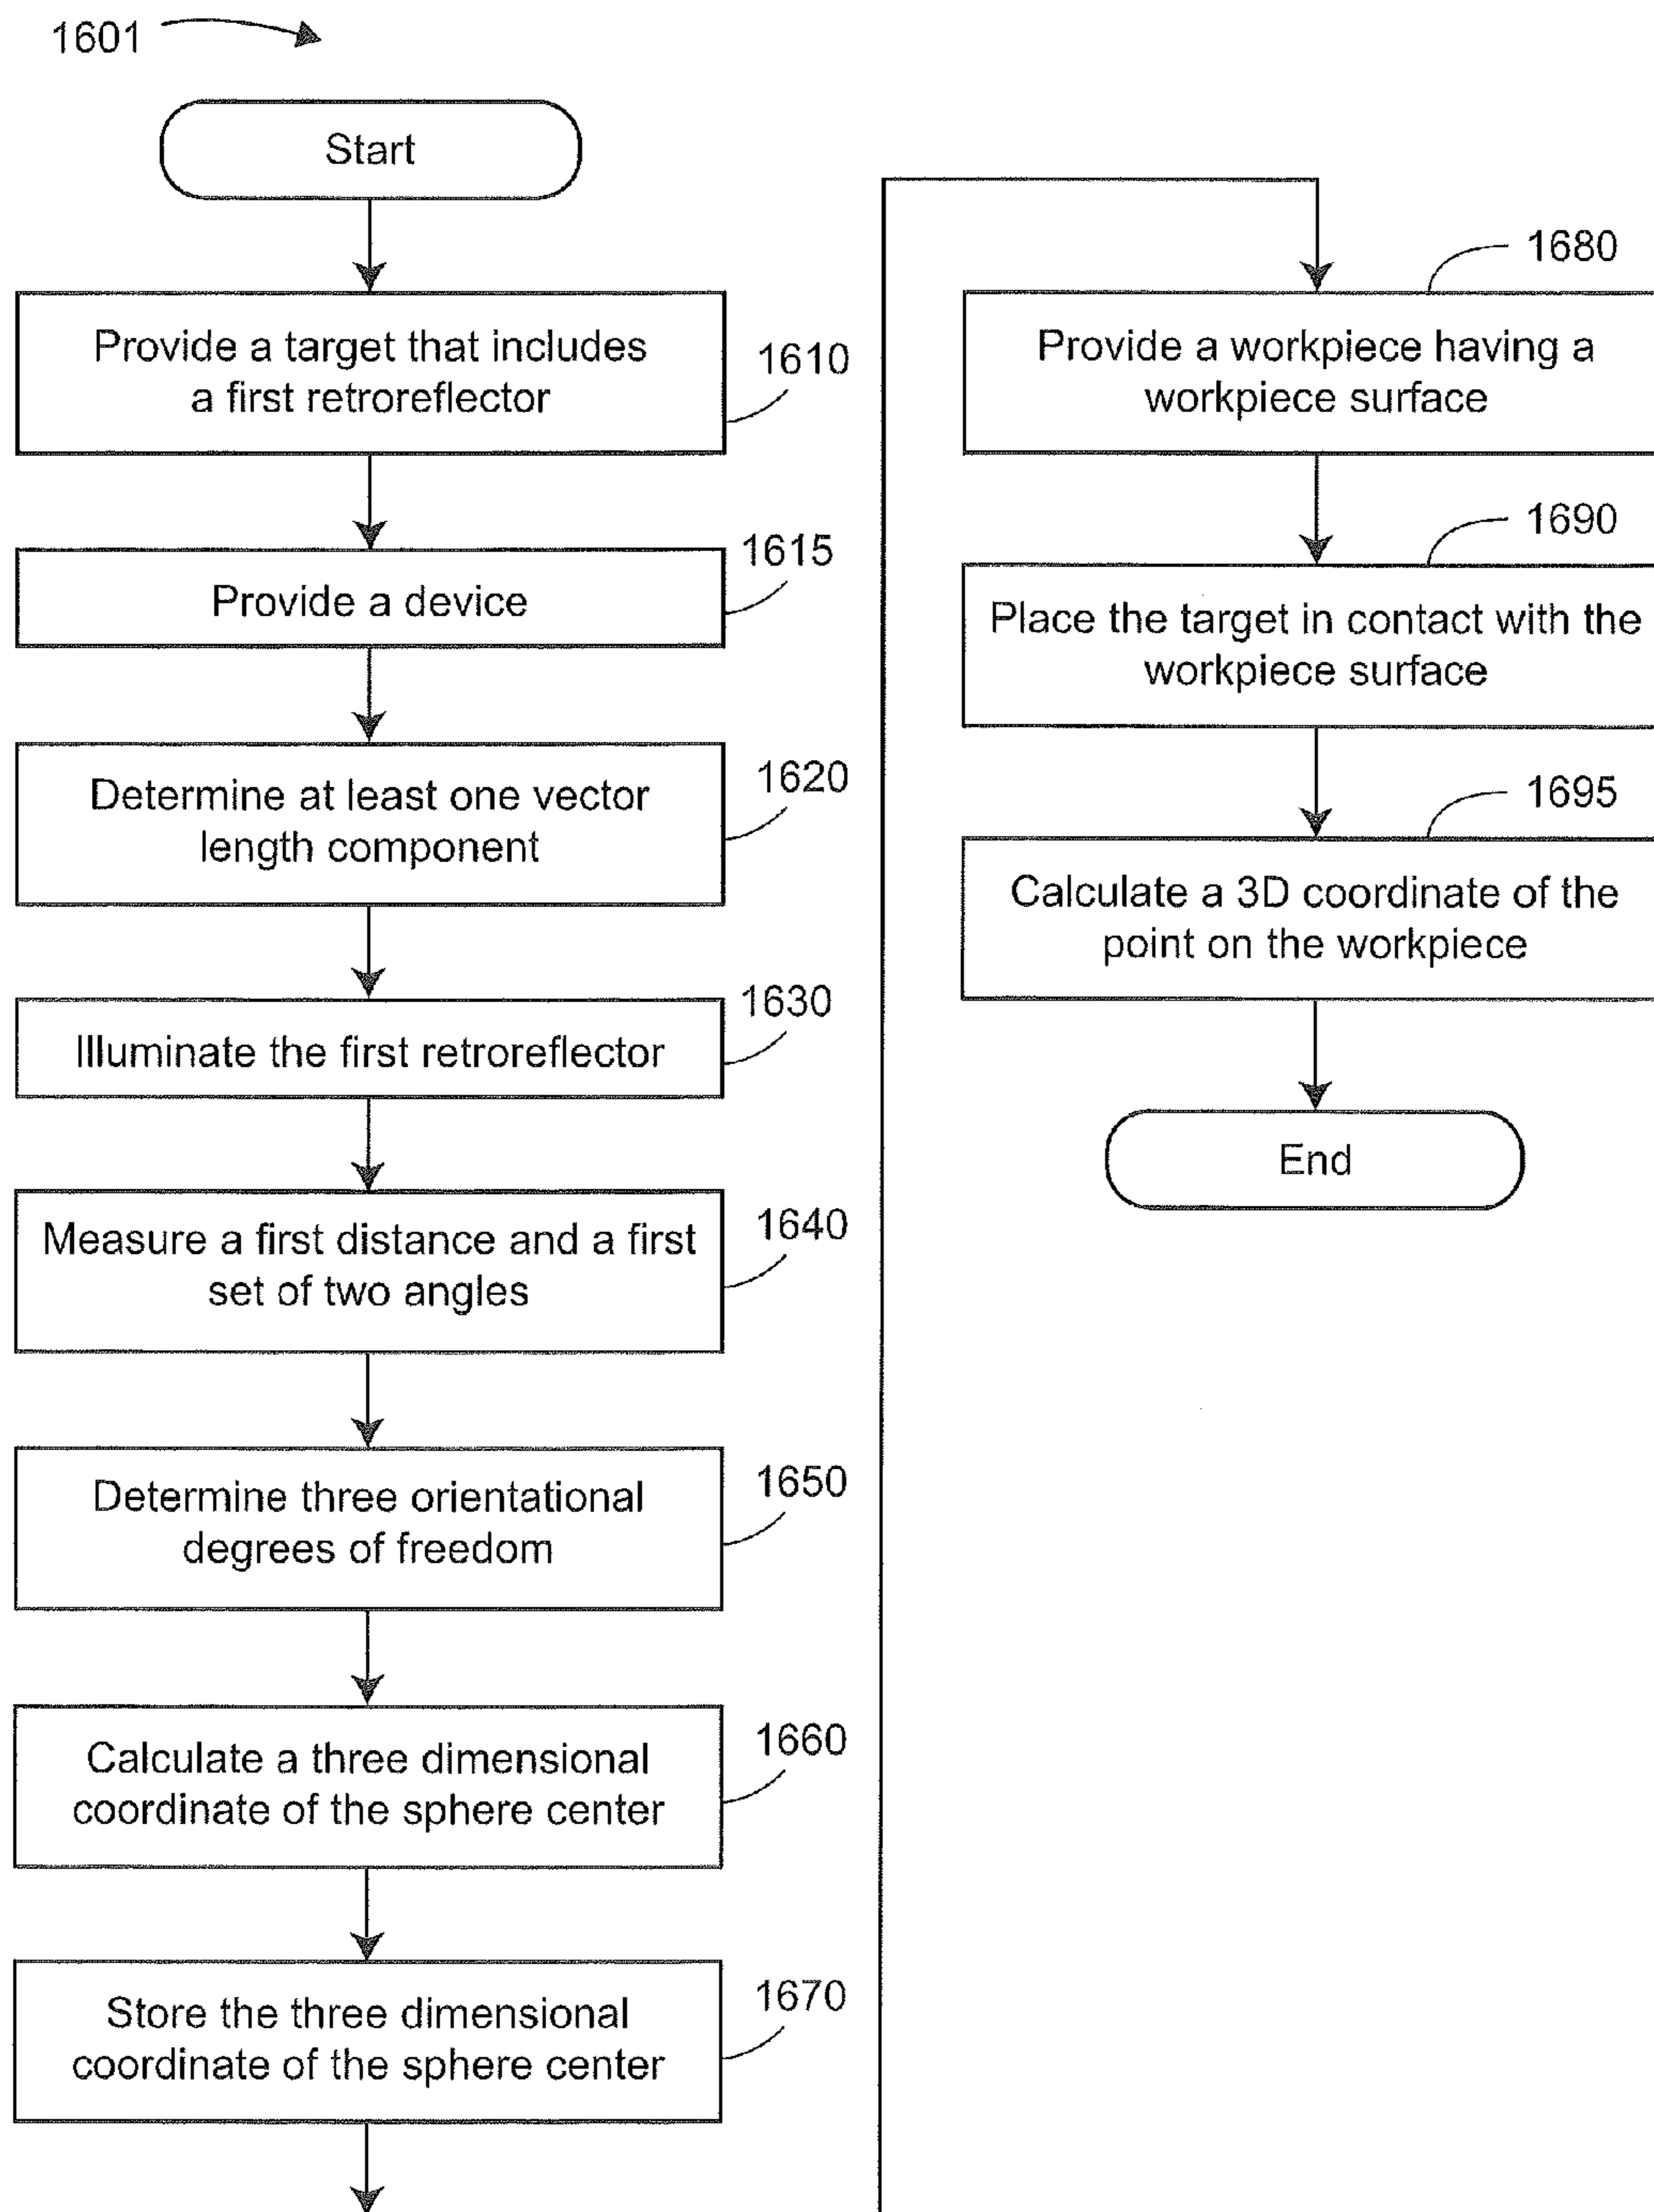 1601
Start
Provide a target that includes
a first retroreflector
1610
Provide a device
1615
Determine at least one vector
length component
1620
Illuminate the first retroreflector
1630
Measure a first distance and a first
set of two angles
1640
Determine three orientational
degrees of freedom
1650
Calculate a three dimensional
coordinate of the sphere center
1660
Store the three dimensional
coordinate of the sphere center
1670
1680
Provide a workpiece having a
workpiece surface
1690
Place the target in contact with the
workpiece surface
1695
Calculate a 3D coordinate of the
point on the workpiece
End